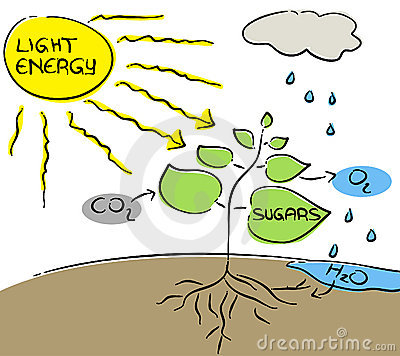 LIGHT
ENERGY
CO₂
O₂
SUGARS
H₂O
dreamstime.com